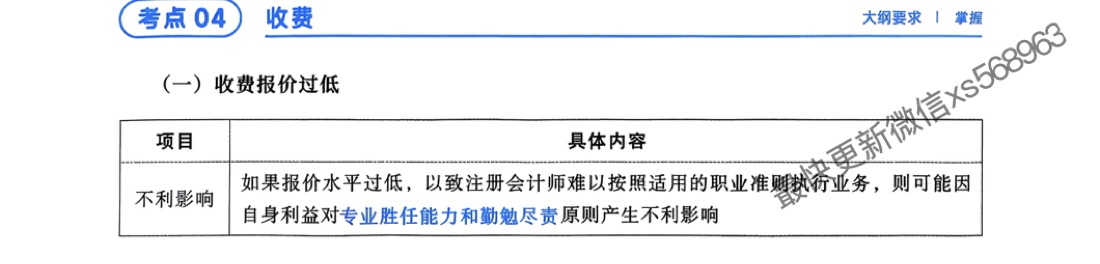 考点 04 收费 大纲要求 | 掌握
（一）收费报价过低
项目 具体内容
不利影响 如果报价水平过低，以致注册会计师难以按照适用的职业准则执行业务，则可能因
自身利益对专业胜任能力和勤勉尽责原则产生不利影响
最快更新微信xs568963